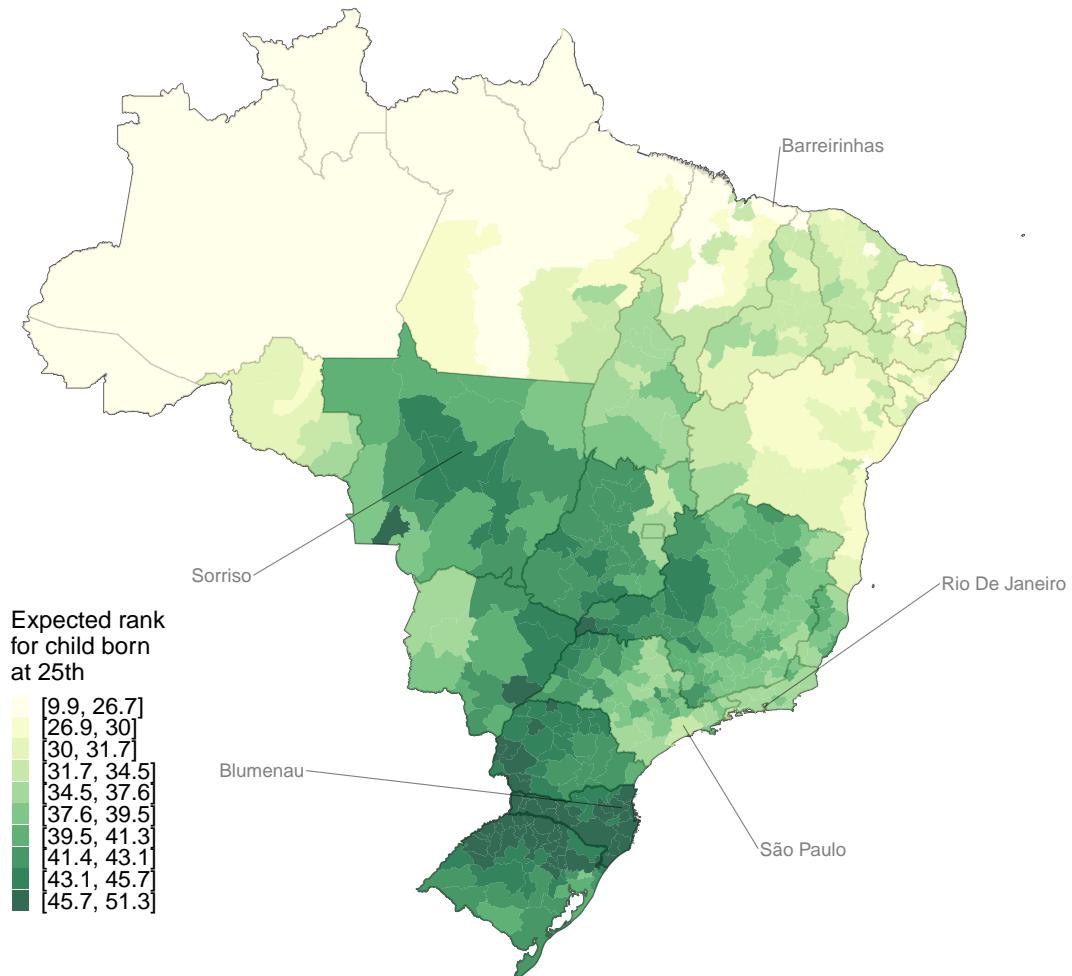 Barreirinhas
Sorriso
Rio De Janeiro
Expected rank
for child born
at 25th
[9.9, 26.7]
[26.9, 30]
[30, 31.7]
[31.7, 34.5]
[34.5, 37.6]
[37.6, 39.5]
[39.5, 41.3]
[41.4, 43.1]
[43.1, 45.7]
[45.7, 51.3]
Blumenau
São Paulo